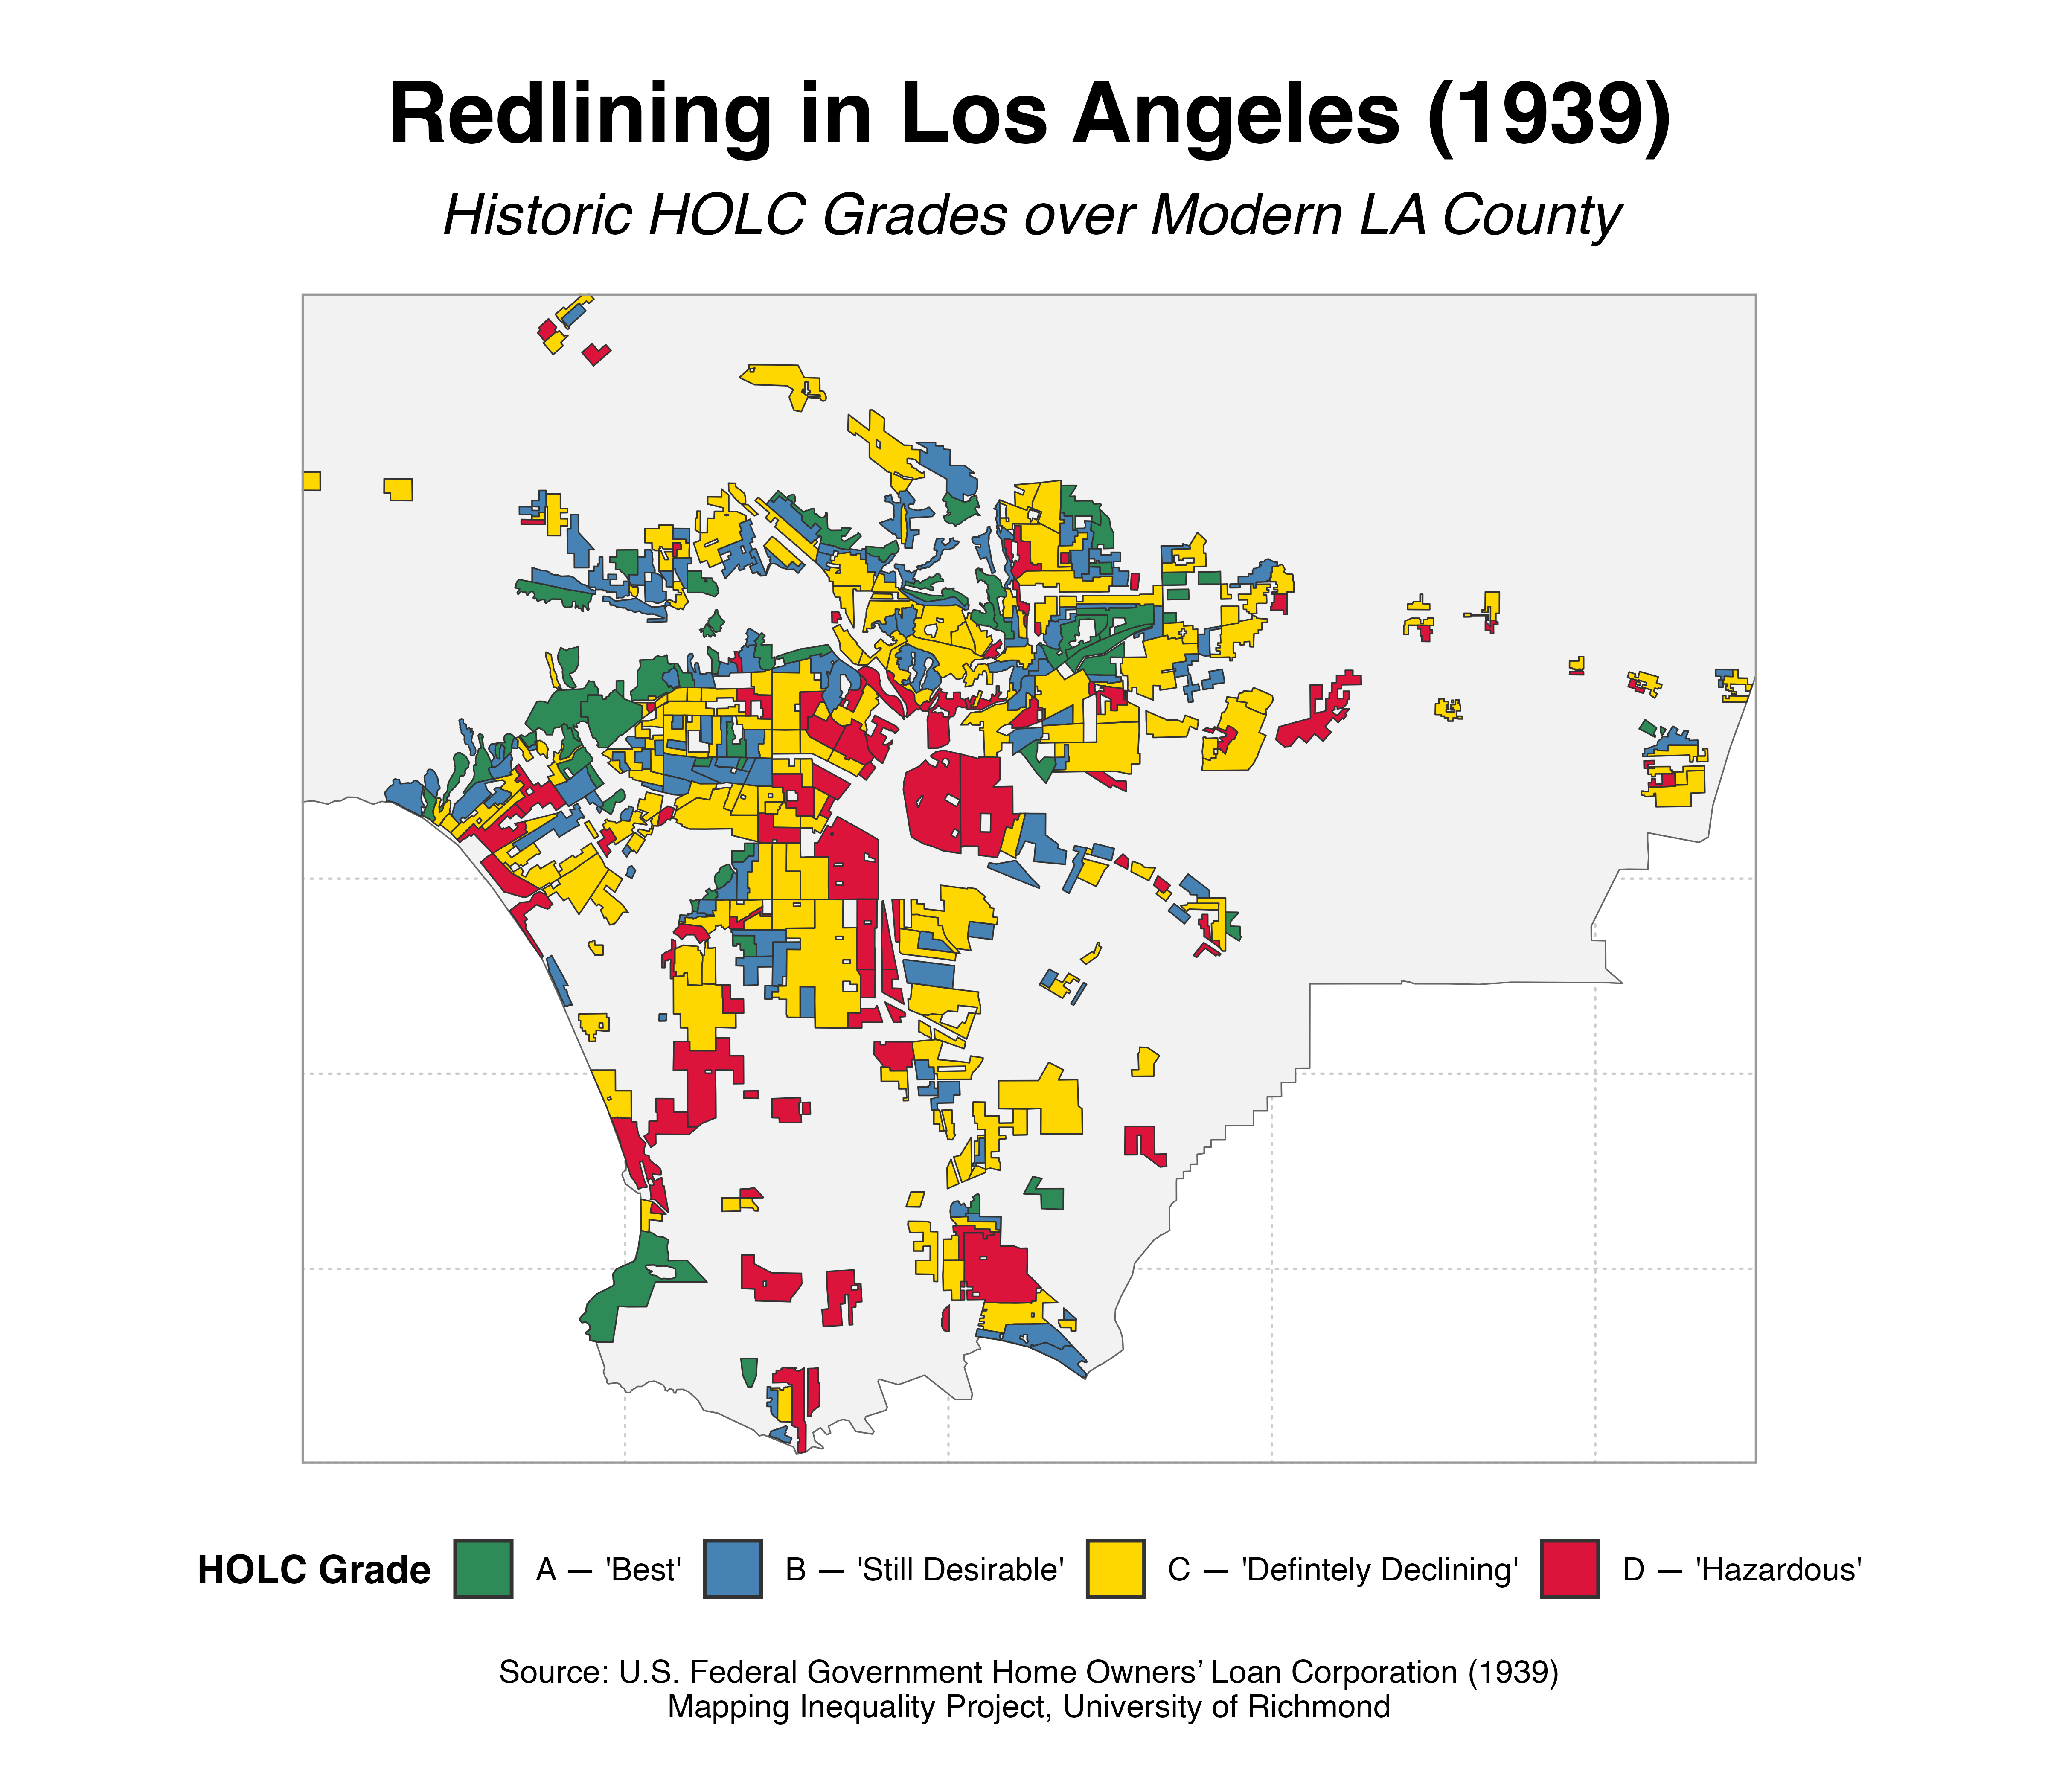 Redlining in Los Angeles (1939)
Historic HOLC Grades over Modern LA County
HOLC Grade A — 'Best' B — 'Still Desirable' C — 'Defintely Declining' D — 'Hazardous'
Source: U.S. Federal Government Home Owners’ Loan Corporation (1939)
Mapping Inequality Project, University of Richmond